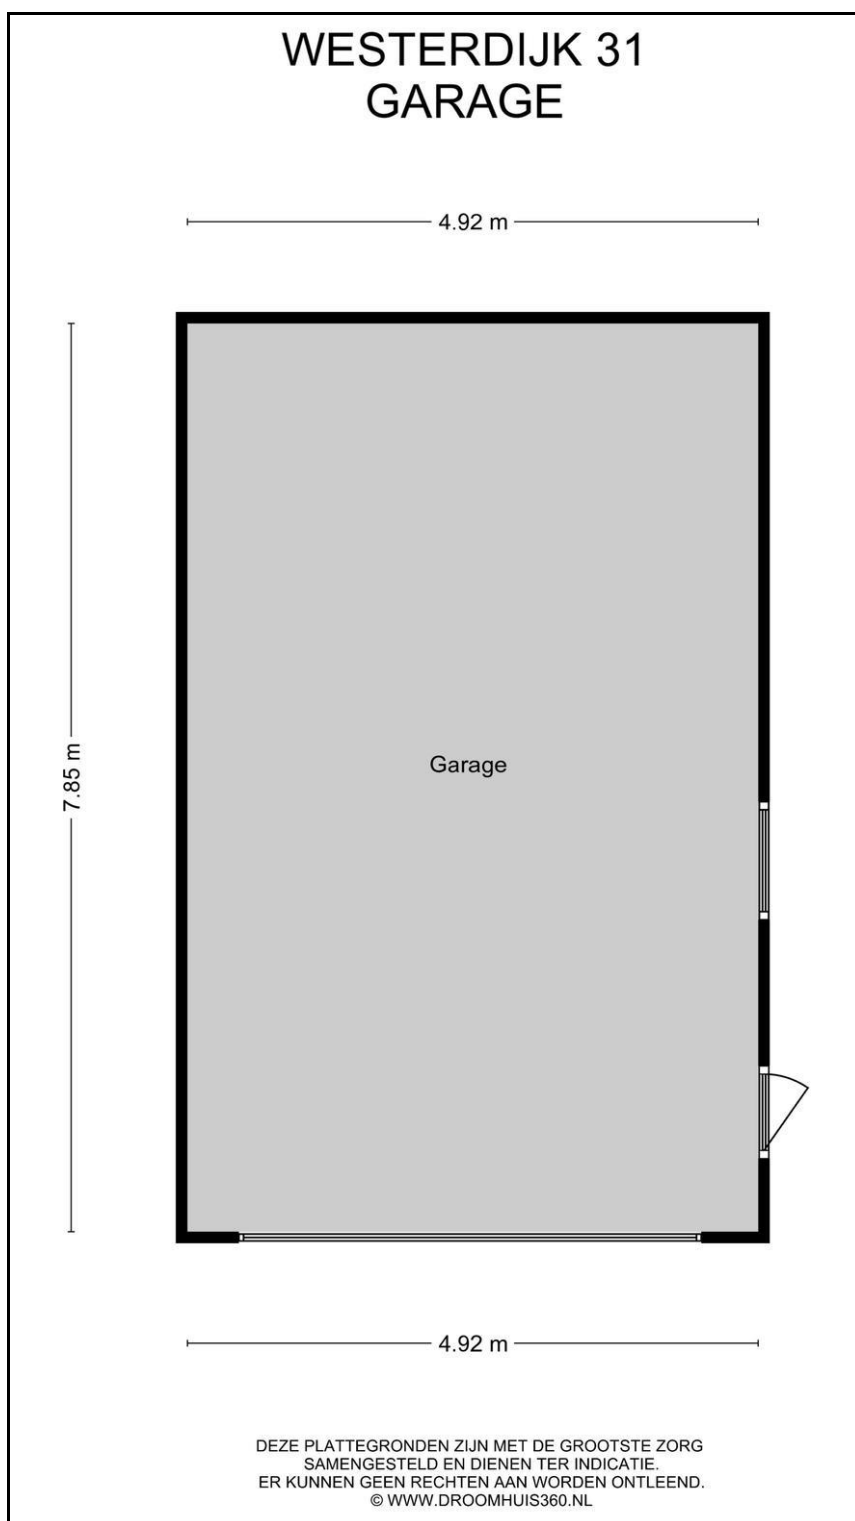 WESTERDIJK 31
GARAGE
4.92 m
7.85 m
Garage
4.92 m
DEZE PLATTEGRONDEN ZIJN MET DE GROOTSTE ZORG
SAMENGESTELD EN DIENEN TER INDICATIE.
ER KUNNEN GEEN RECHTEN AAN WORDEN ONTLEEND.
© WWW.DROOMHUIS360.NL